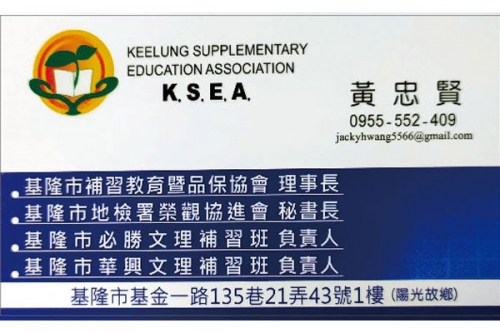 KEELUNG SUPPLEMENTARY
EDUCATION ASSOCIATION
K.S.E.A.
黃忠賢
0955-552-409
jackyhwang5566@gmail.com
基隆市補習教育暨品保協會 理事長
基隆市地檢署榮觀協進會 秘書長
基隆市必勝文理補習班 負責人
基隆市華興文理補習班 負責人
基隆市基金一路135巷21弄43號1樓 (陽光故鄉)